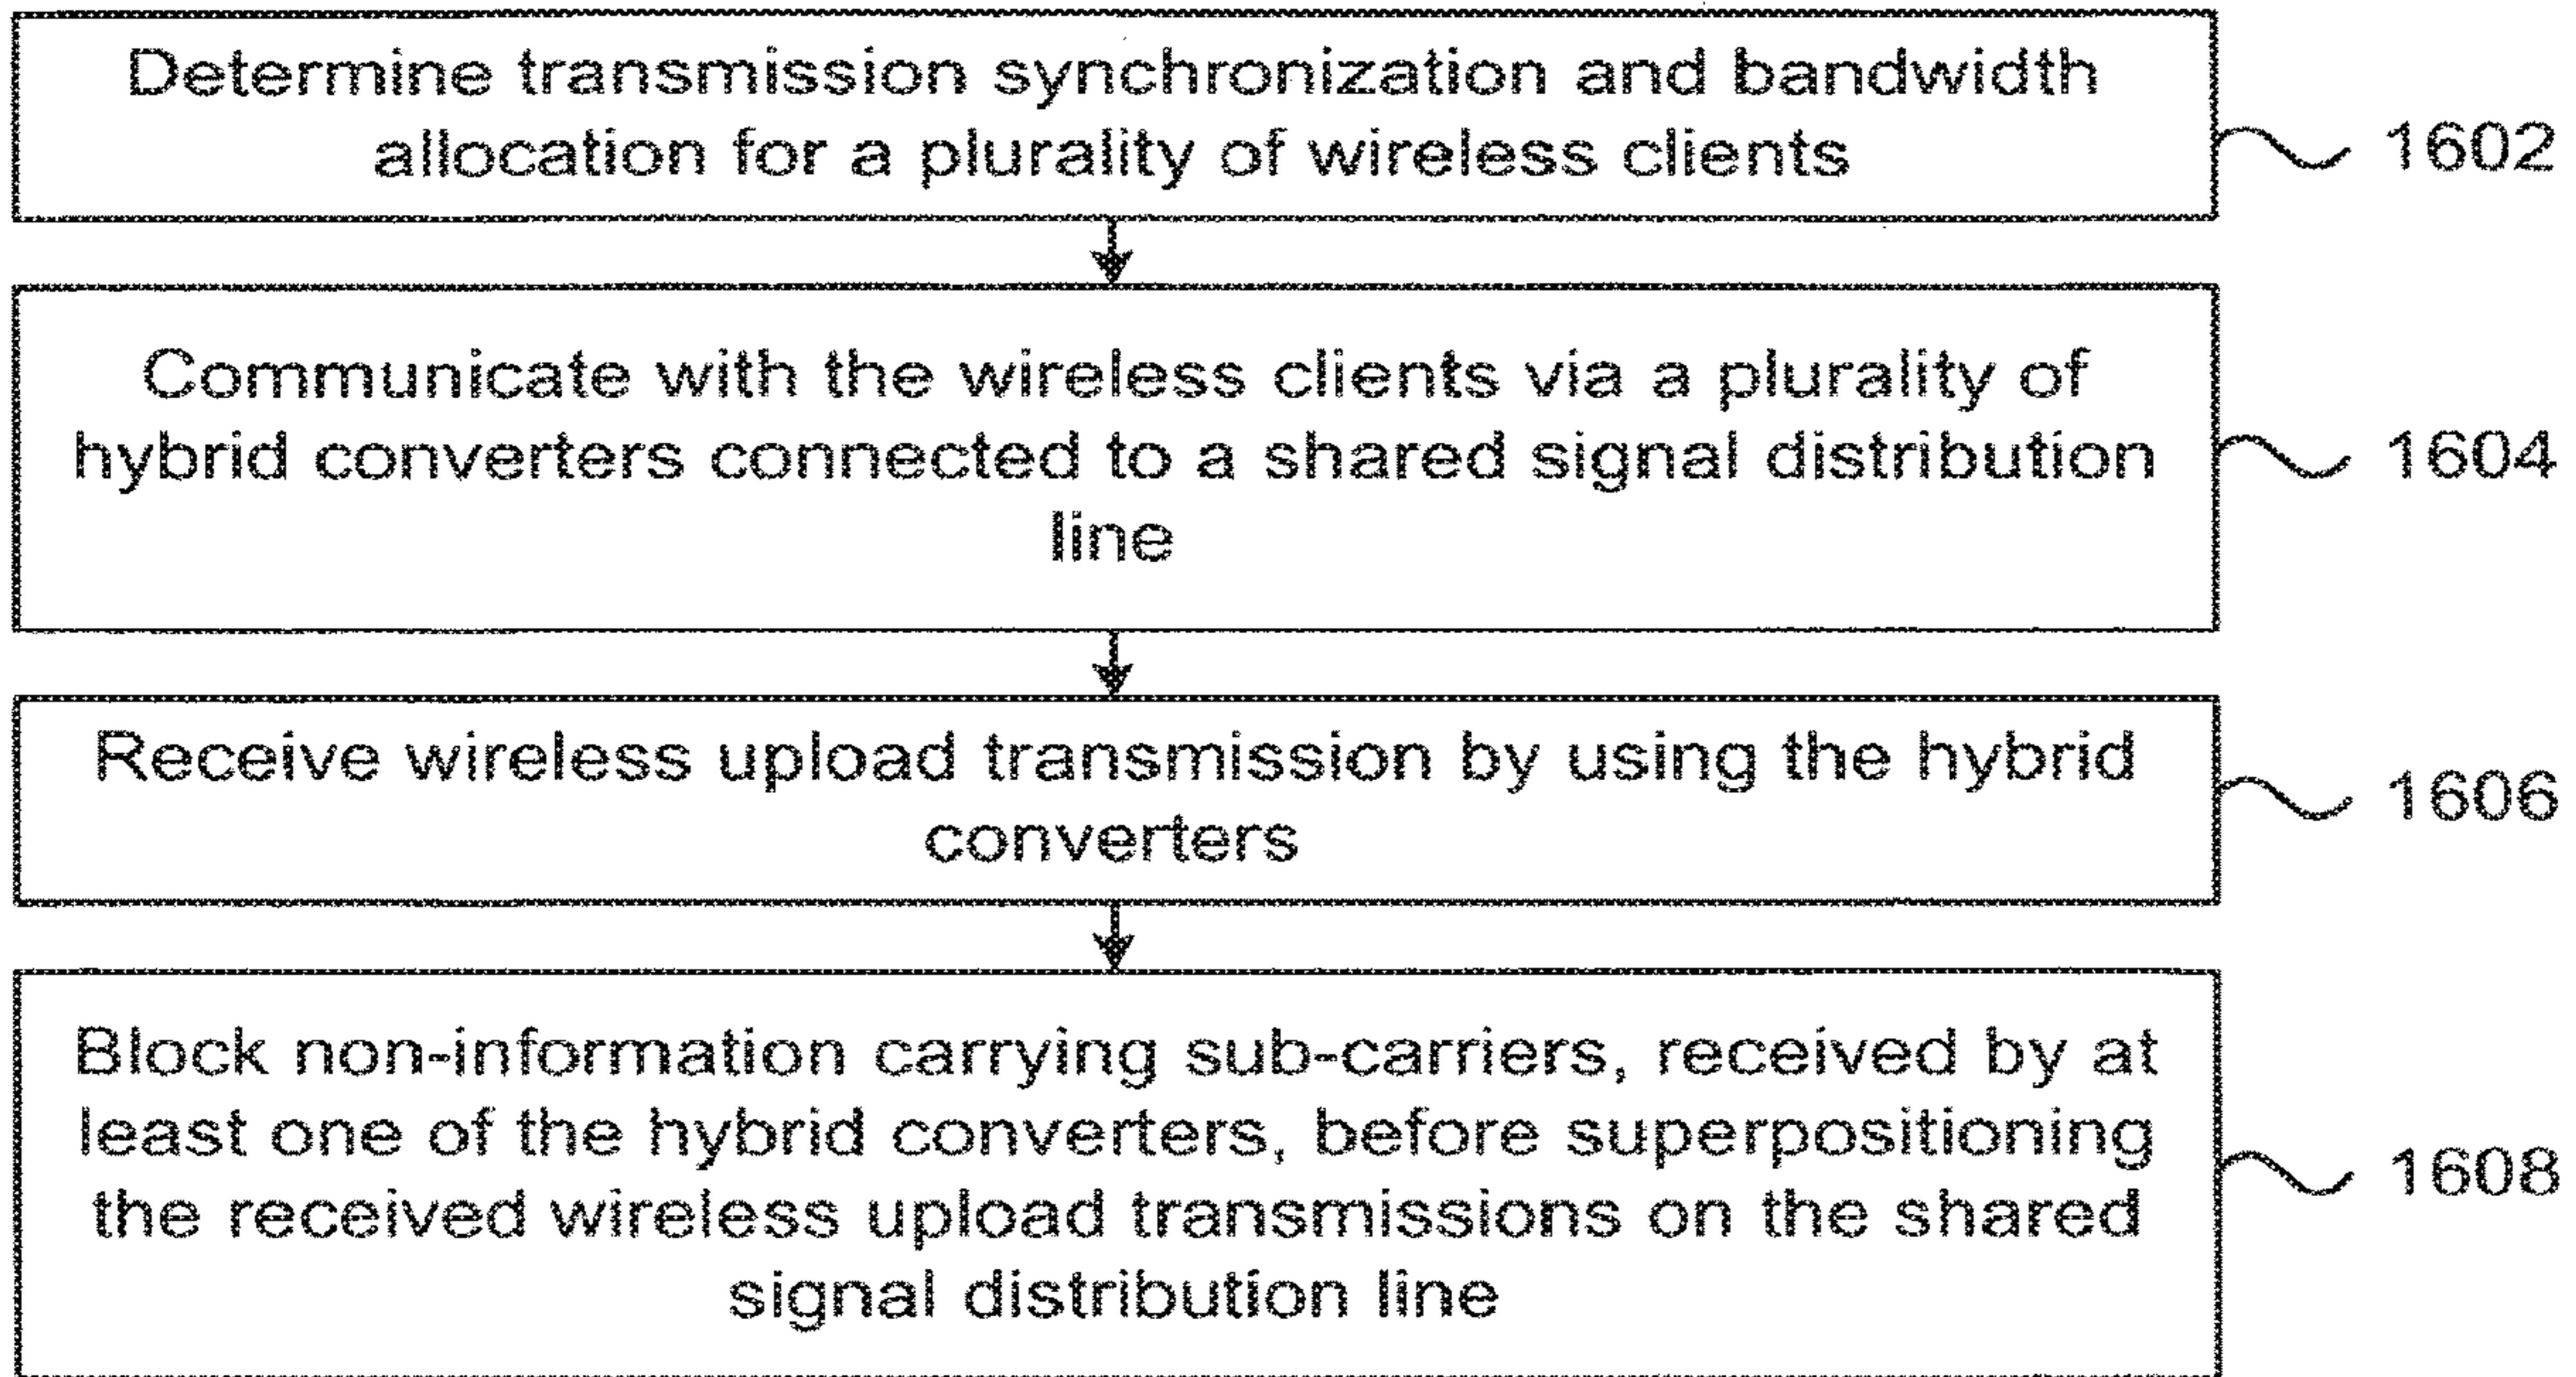 Determine transmission synchronization and bandwidth
allocation for a plurality of wireless clients
1602
Communicate with the wireless clients via a plurality of
hybrid converters connected to a shared signal distribution
line
1604
Receive wireless upload transmission by using the hybrid
converters
1606
Block non-information carrying sub-carriers, received by at
least one of the hybrid converters, before superpositioning
the received wireless upload transmissions on the shared
signal distribution line
1608